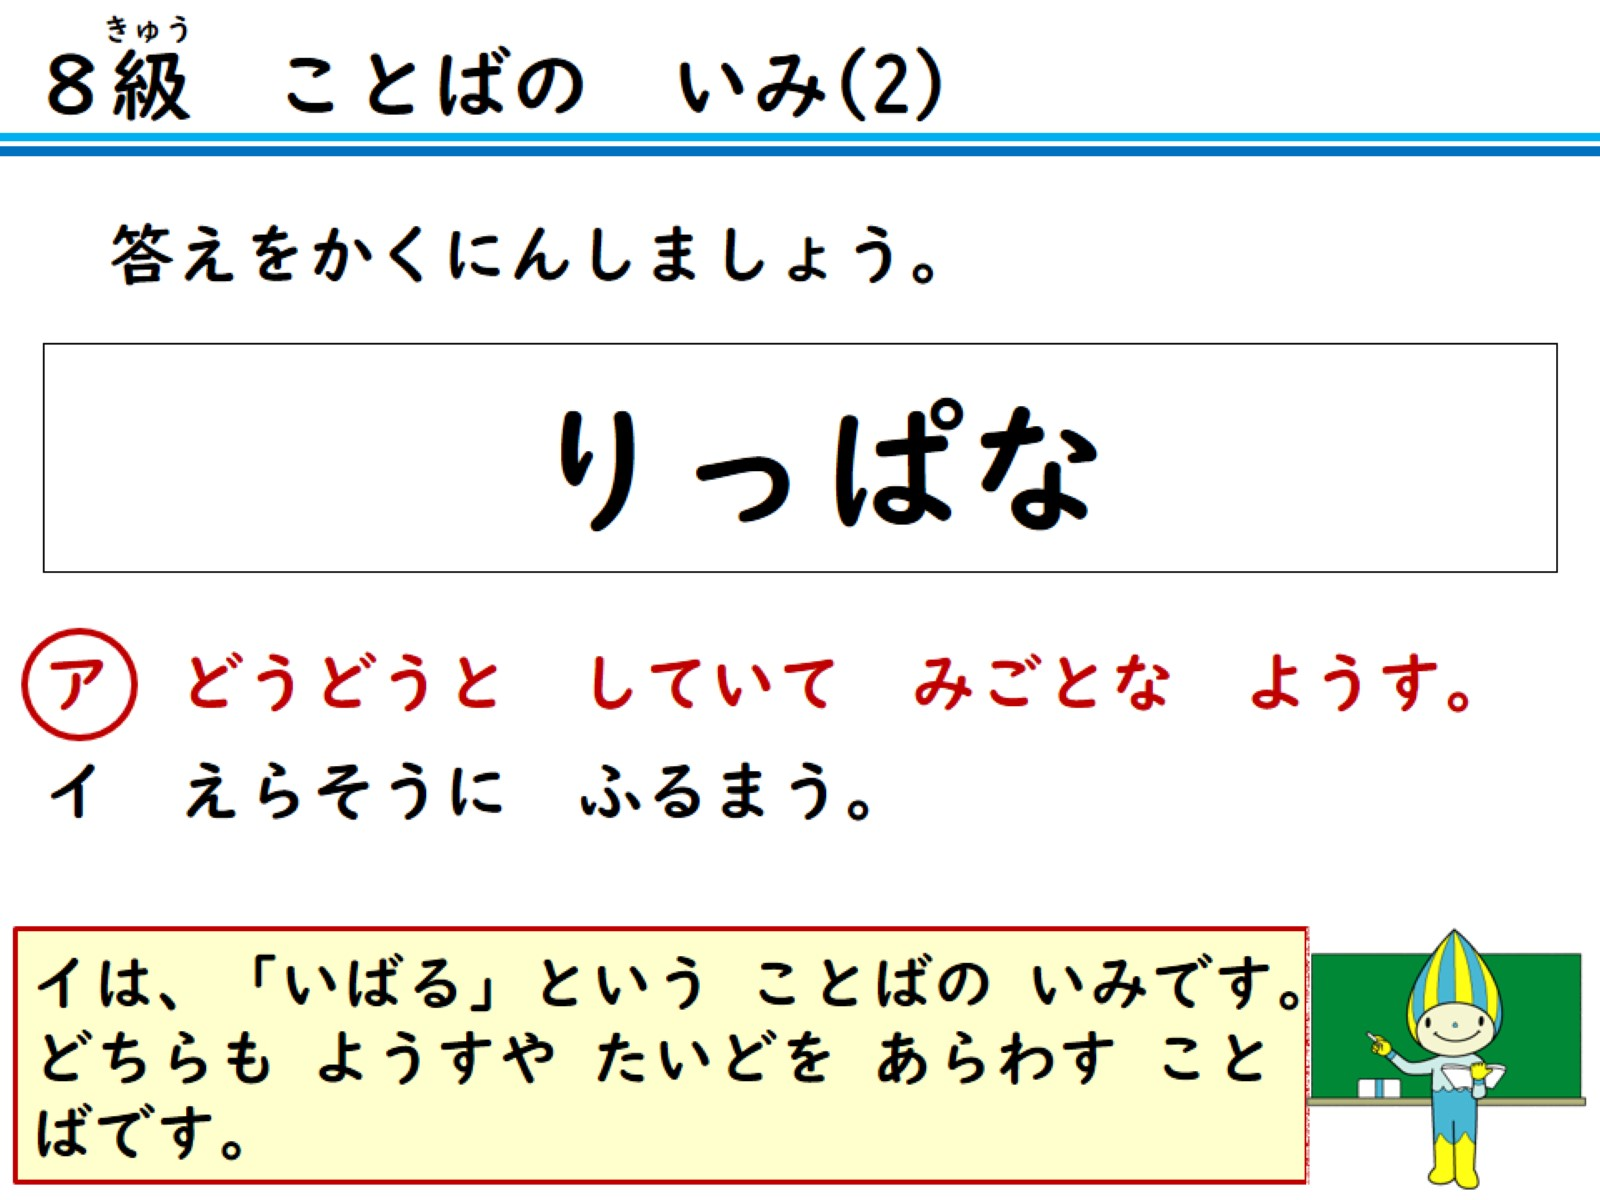 きゅう
８級　ことばの　いみ(2)
答えをかくにんしましょう。
りっぱな
ア　どうどうと　していて　みごとな　ようす。
イ　えらそうに　ふるまう。
イは、「いばる」という ことばの いみです。
どちらも ようすや たいどを あらわす こと
ばです。